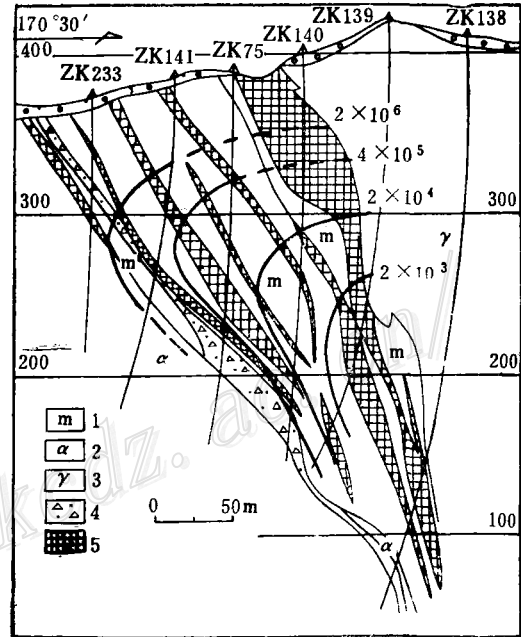 170°30′
ZK139
ZK138
ZK140
400
ZK141
ZK75
ZK233
2×10⁶
4×10⁵
2×10⁴
300
300
m
γ
m
m
2×10³
m
α
200
200
m 1
α 2
γ 3
4
5
0 50m
100
α